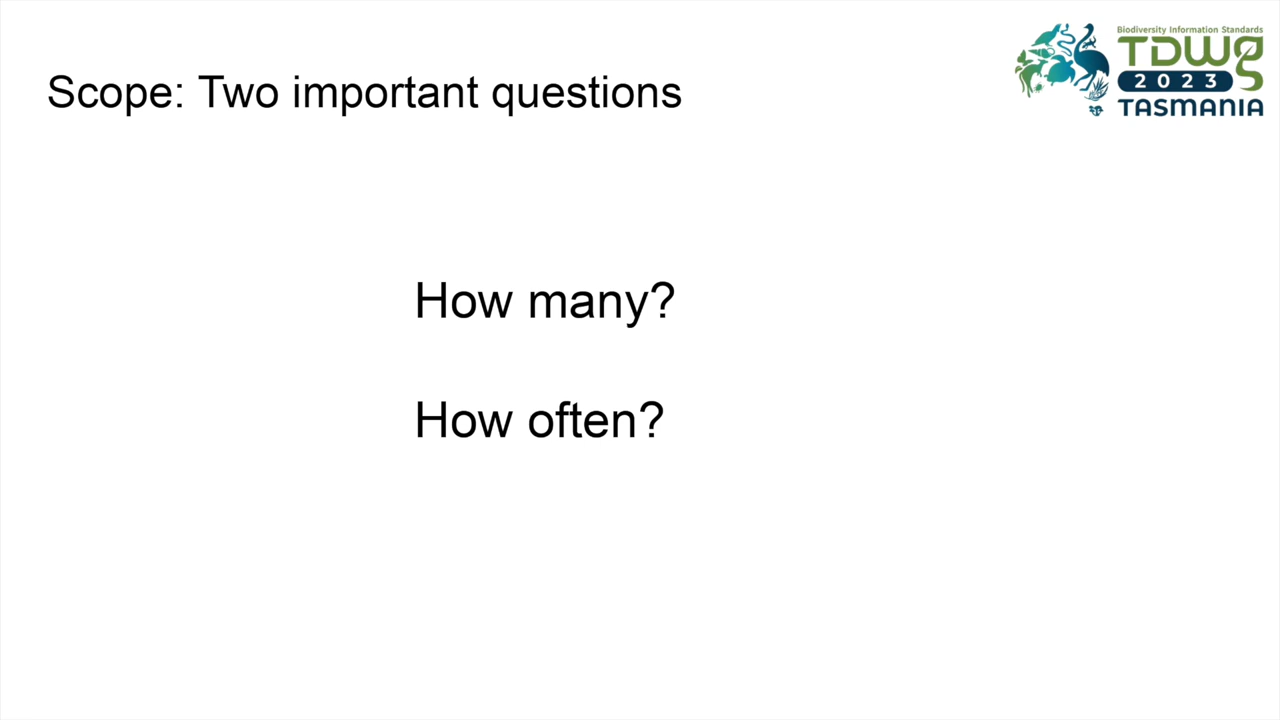 Scope: Two important questions
Biodiversity Information Standards
TDWG
2023
TASMANIA
How many?
How often?